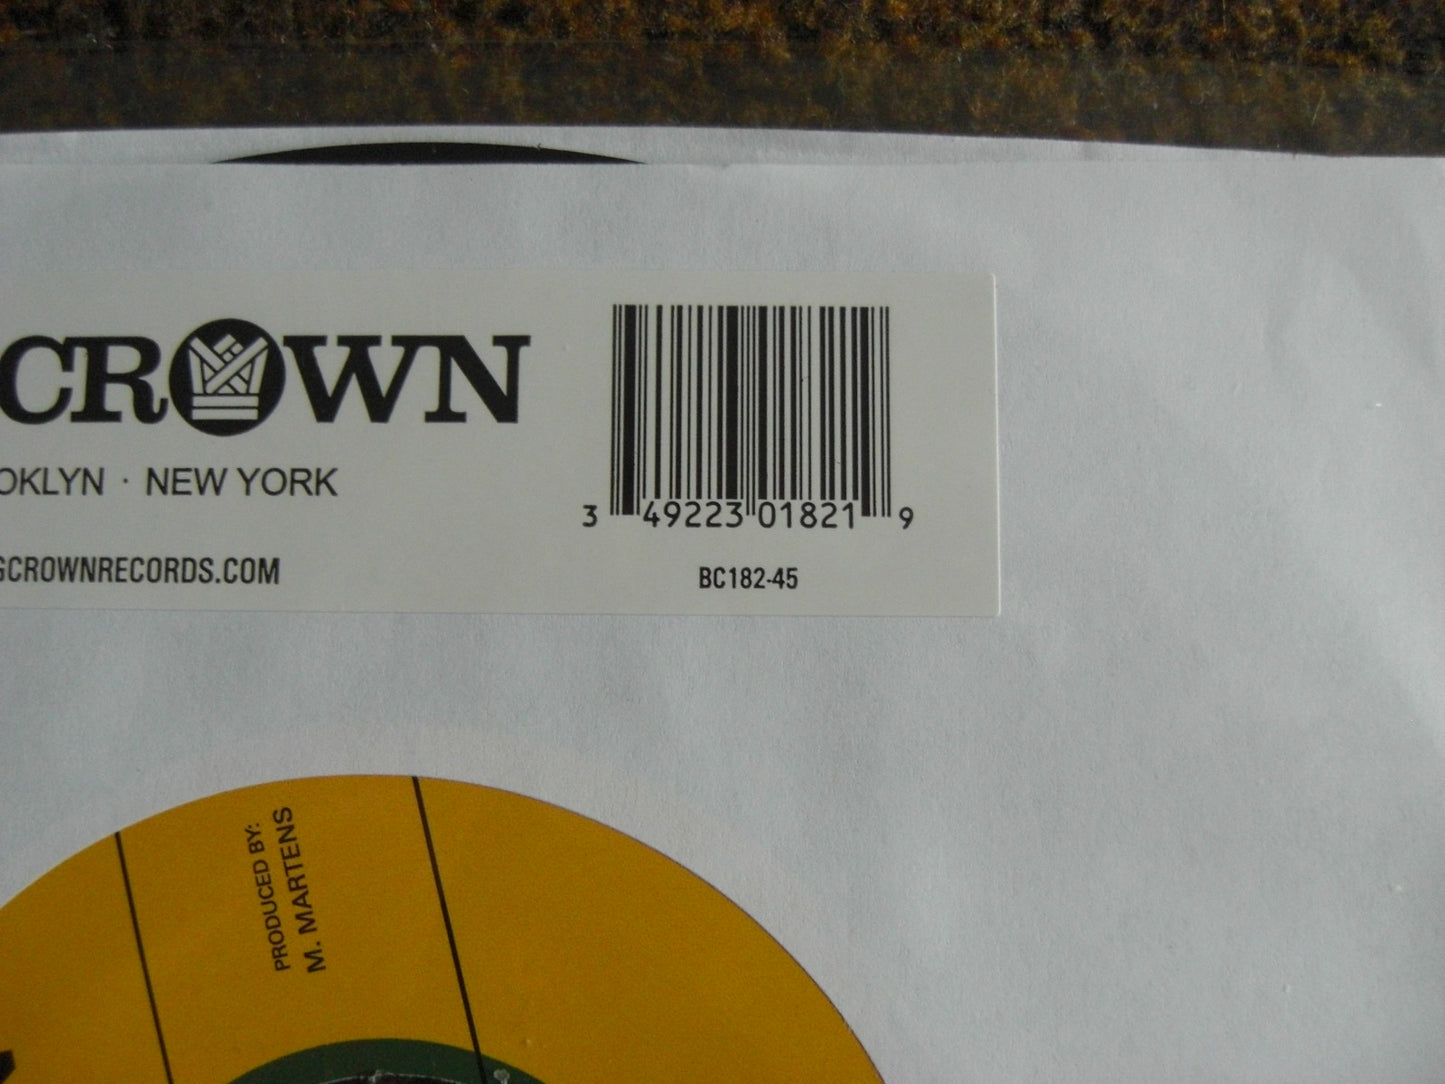 CROWN
OKLYN · NEW YORK
GCROWNRECORDS.COM
3 49223 01821 9
BC182-45
PRODUCED BY:
M. MARTENS